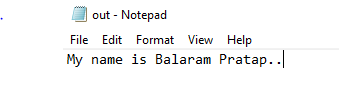 out - Notepad
File Edit Format View Help
My name is Balaram Pratap..